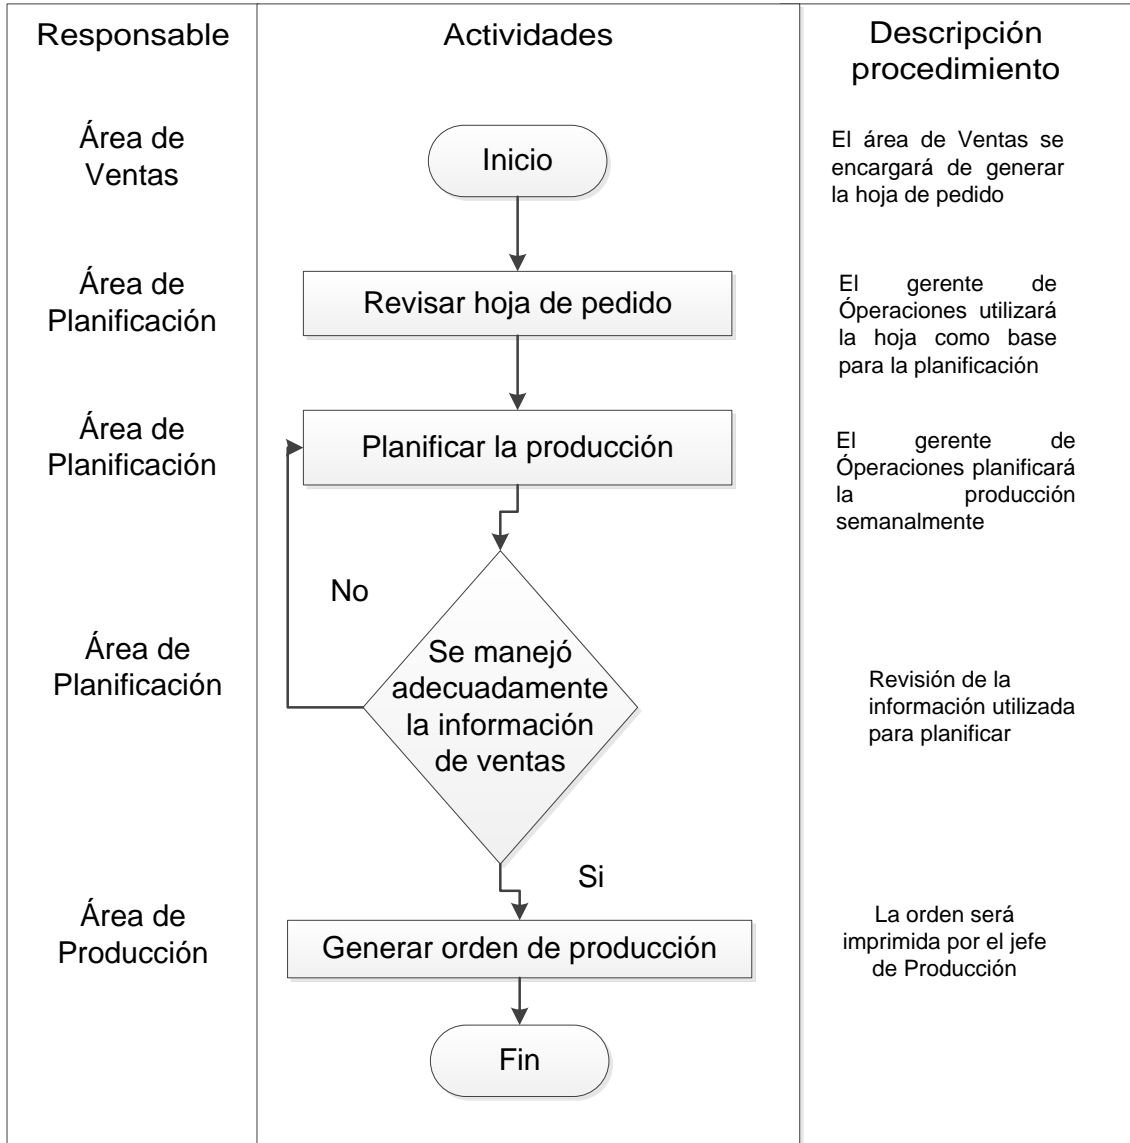 Responsable
Actividades
Descripción
procedimiento
Área de
Ventas
Inicio
El área de Ventas se
encargará de generar
la hoja de pedido
Área de
Planificación
Revisar hoja de pedido
El gerente de
Óperaciones utilizará
la hoja como base
para la planificación
Área de
Planificación
Planificar la producción
El gerente de
Óperaciones planificará
la producción
semanalmente
No
Área de
Planificación
Se manejó
adecuadamente
la información
de ventas
Revisión de la
información utilizada
para planificar
Si
Área de
Producción
Generar orden de producción
La orden será
imprimida por el jefe
de Producción
Fin